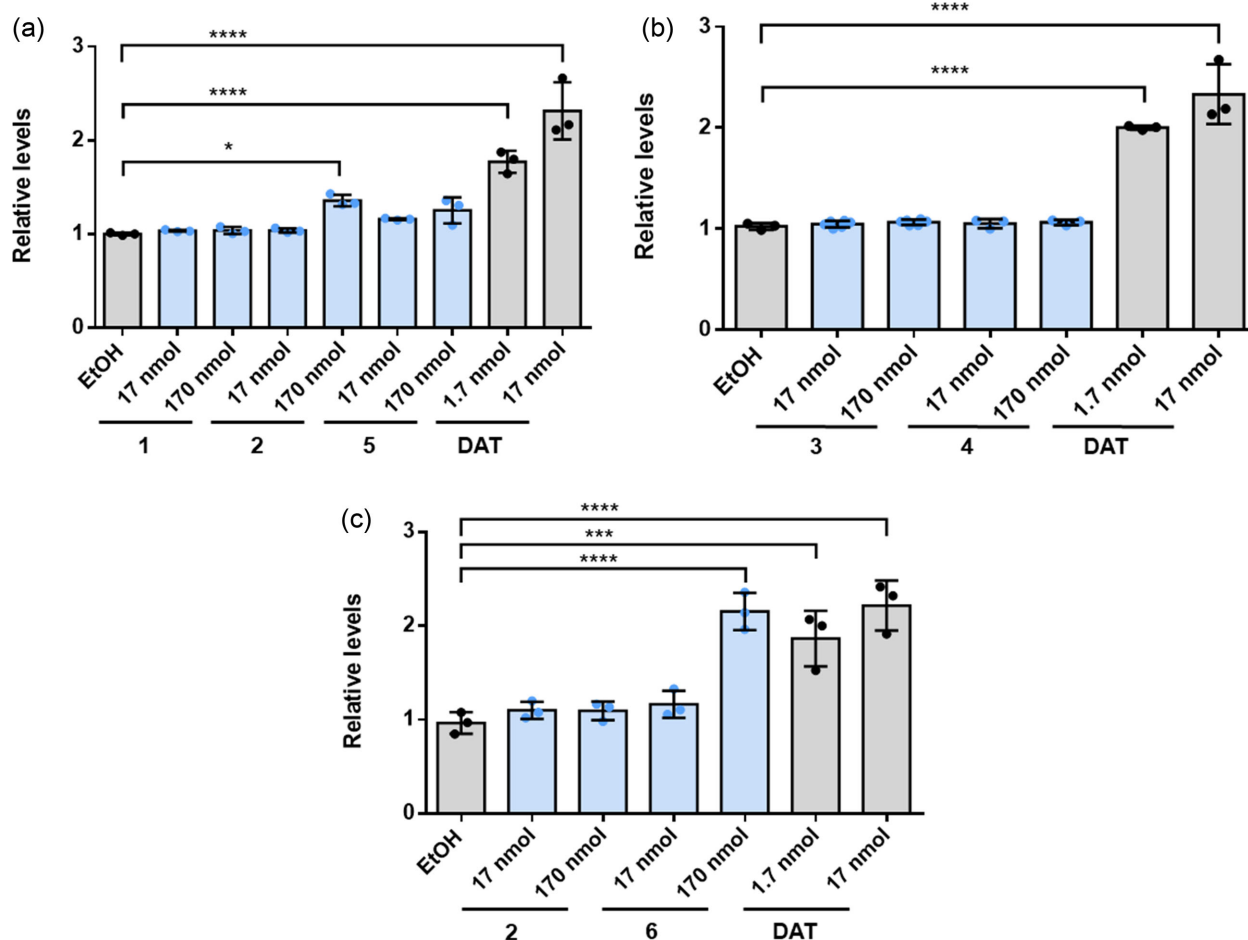 (a)
****
****
*
Relative levels
3
2
1
0
EtOH
17 nmol
170 nmol
17 nmol
170 nmol
17 nmol
170 nmol
1.7 nmol
17 nmol
1
2
5
DAT
(b)
****
****
Relative levels
3
2
1
0
EtOH
17 nmol
170 nmol
17 nmol
170 nmol
1.7 nmol
17 nmol
3
4
DAT
(c)
****
***
****
Relative levels
3
2
1
0
EtOH
17 nmol
170 nmol
17 nmol
170 nmol
1.7 nmol
17 nmol
2
6
DAT